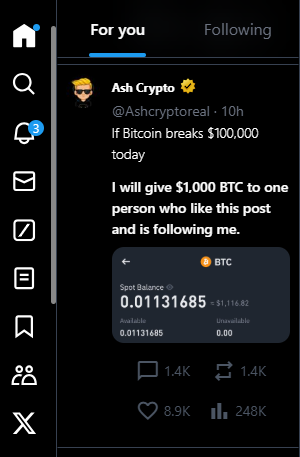 For you Following
3
Ash Crypto
@Ashcryptoreal · 10h
If Bitcoin breaks $100,000
today
I will give $1,000 BTC to one
person who like this post
and is following me.
BTC
Spot Balance
0.01131685 ≈ $1,116.82
Available Unavailable
0.01131685 0.00
1.4K 1.4K
8.9K 248K